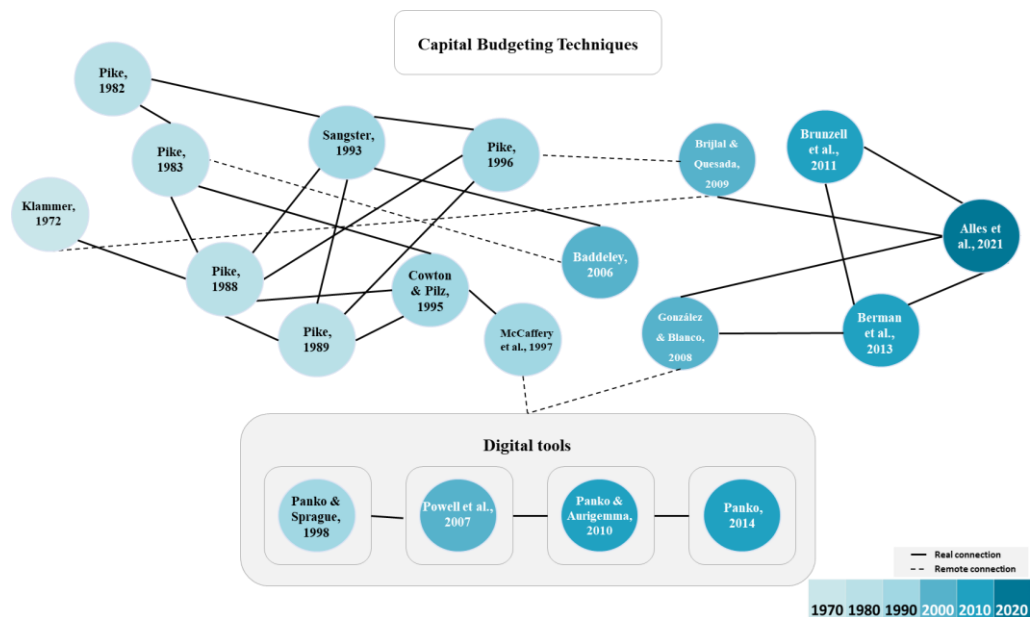 Capital Budgeting Techniques
Pike,
1982
Pike,
1983
Klammer,
1972
Sangster,
1993
Pike,
1996
Brijlal &
Quesada,
2009
Brunzell
et al.,
2011
Alles
et al., 2021
Baddeley,
2006
Pike,
1988
Cowton
& Pilz,
1995
Pike,
1989
McCaffery
et al., 1997
González
& Blanco,
2008
Berman
et al.,
2013
Digital tools
Panko &
Sprague,
1998
Powell et al.,
2007
Panko &
Aurigemma,
2010
Panko,
2014
Real connection
Remote connection
1970 1980 1990 2000 2010 2020